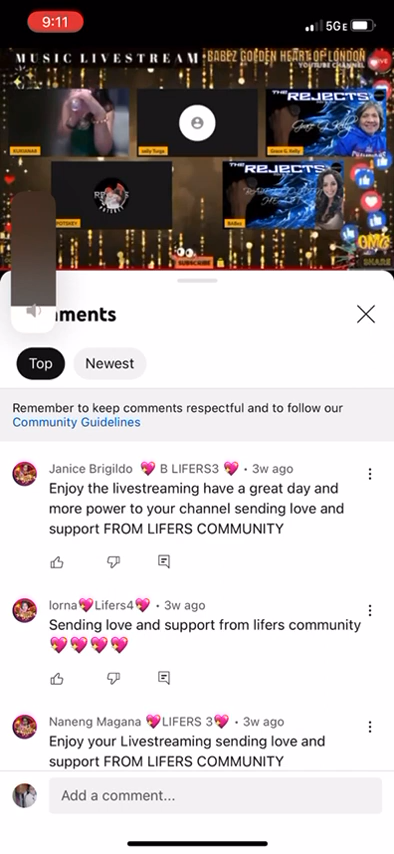 9:11
5GE
MUSIC LIVESTREAM - BABEZ GOLDEN HEART OF LONDON
YOUTUBE CHANNEL
LIVE
THE REJECTS
THE REJECTS
SUBSCRIBE
OMG
SHARE
ments
Top
Newest
Remember to keep comments respectful and to follow our
Community Guidelines
Janice Brigildo 💖 B LIFERS3 💖 • 3w ago
Enjoy the livestreaming have a great day and
more power to your channel sending love and
support FROM LIFERS COMMUNITY
lorna💖Lifers4💖 • 3w ago
Sending love and support from lifers community
💖💖💖💖
Naneng Magana 💖LIFERS 3💖 • 3w ago
Enjoy your Livestreaming sending love and
support FROM LIFERS COMMUNITY
Add a comment...